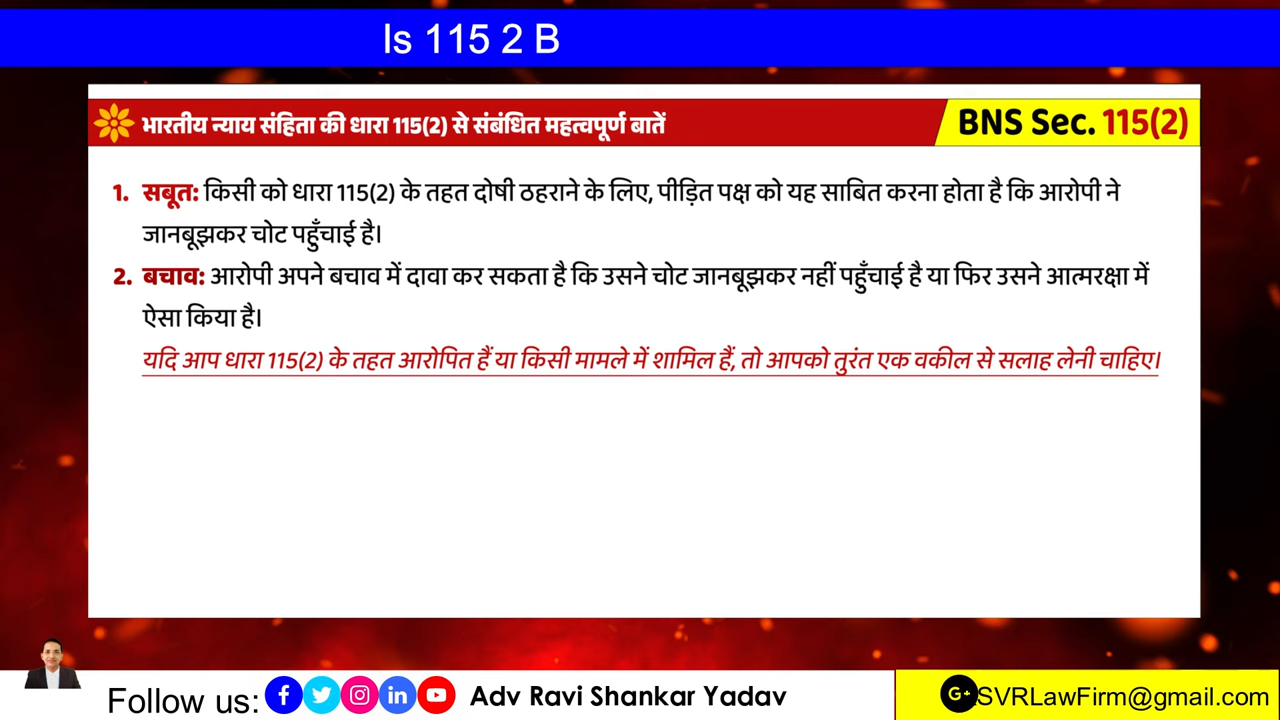 Is 115 2 B
भारतीय न्याय संहिता की धारा 115(2) से संबंधित महत्वपूर्ण बातें
BNS Sec. 115(2)
1. सबूत: किसी को धारा 115(2) के तहत दोषी ठहराने के लिए, पीड़ित पक्ष को यह साबित करना होता है कि आरोपी ने
जानबूझकर चोट पहुँचाई है।
2. बचाव: आरोपी अपने बचाव में दावा कर सकता है कि उसने चोट जानबूझकर नहीं पहुँचाई है या फिर उसने आत्मरक्षा में
ऐसा किया है।
यदि आप धारा 115(2) के तहत आरोपित हैं या किसी मामले में शामिल हैं, तो आपको तुरंत एक वकील से सलाह लेनी चाहिए।
Follow us:
Adv Ravi Shankar Yadav
SVRLawFirm@gmail.com